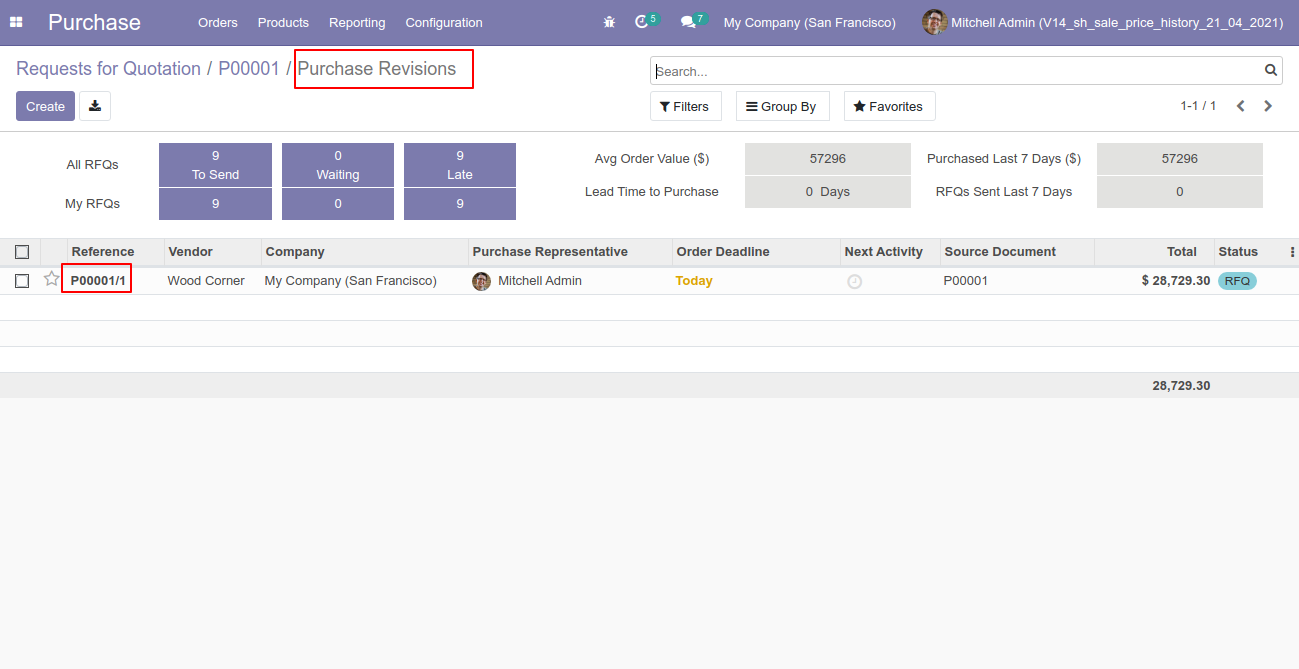 Purchase Orders Products Reporting Configuration 5 7 My Company (San Francisco) Mitchell Admin (V14_sh_sale_price_history_21_04_2021)
Requests for Quotation / P00001 / Purchase Revisions
Search...
Create Filters Group By Favorites 1-1 / 1
All RFQs 9 To Send 0 Waiting 9 Late
My RFQs 9 0 9
Avg Order Value ($) 57296 Purchased Last 7 Days ($) 57296
Lead Time to Purchase 0 Days RFQs Sent Last 7 Days 0
Reference Vendor Company Purchase Representative Order Deadline Next Activity Source Document Total Status
P00001/1 Wood Corner My Company (San Francisco) Mitchell Admin Today P00001 $ 28,729.30 RFQ
28,729.30